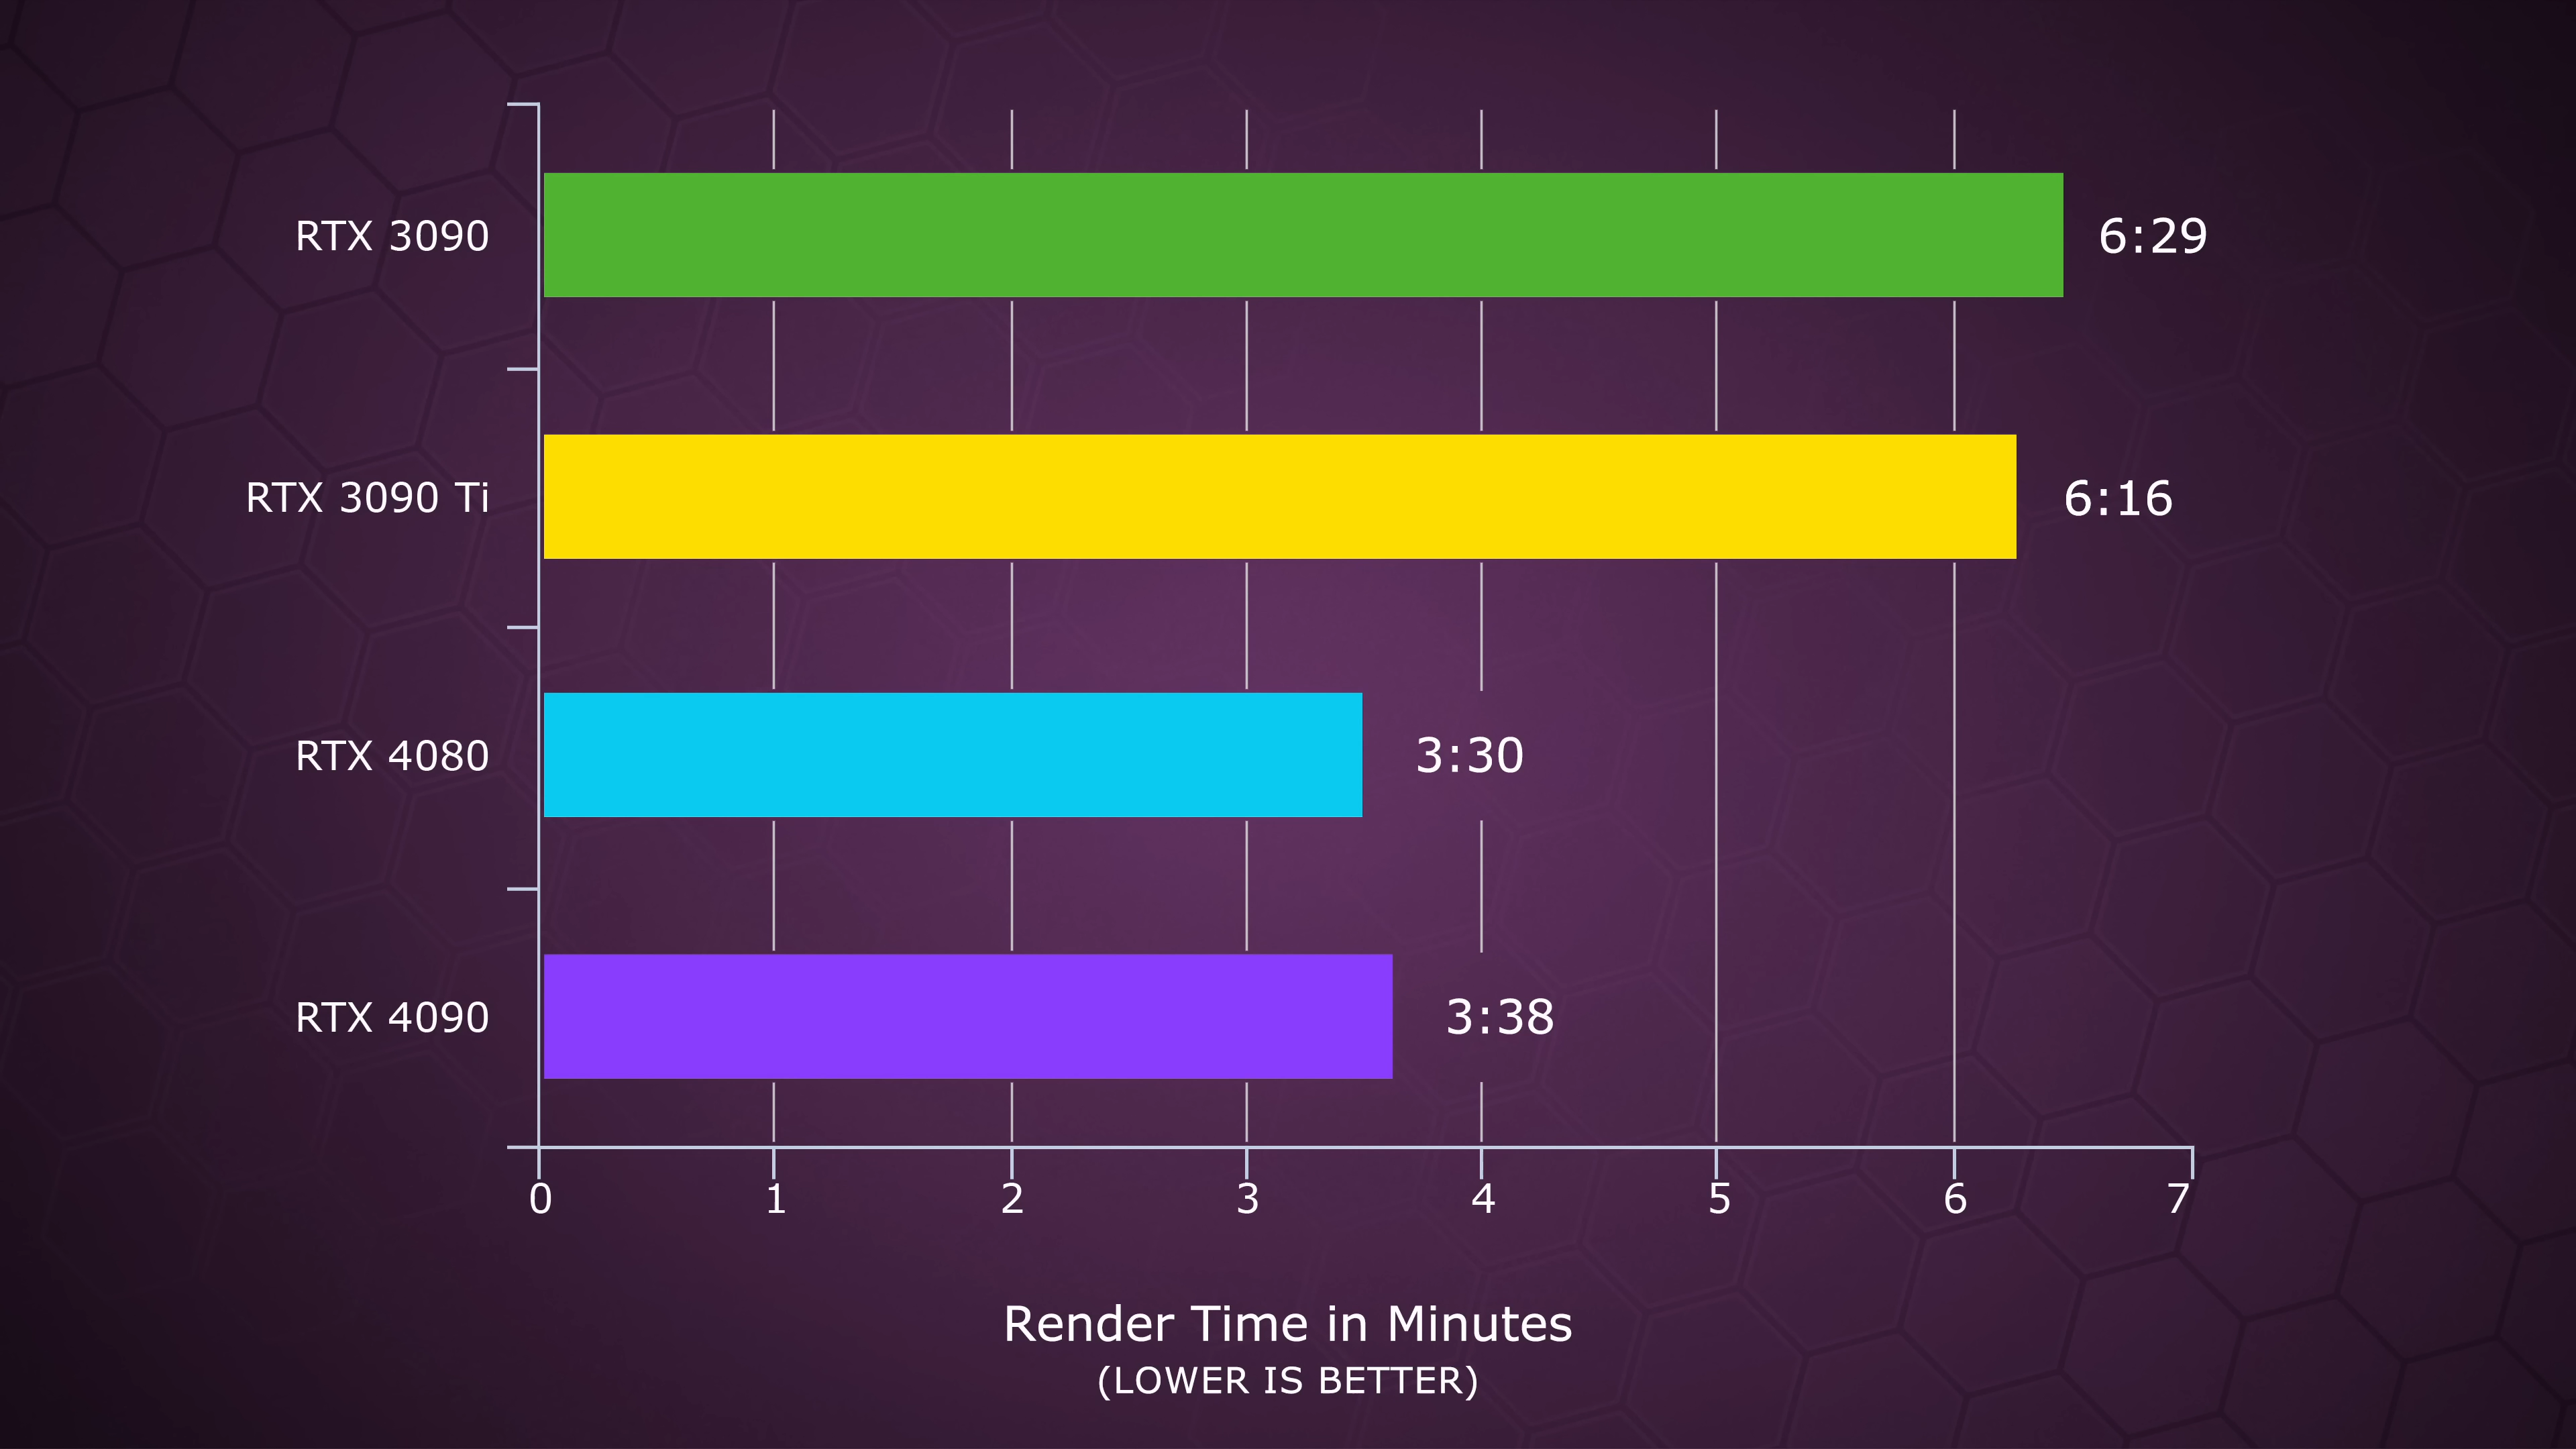 RTX 3090
6:29
RTX 3090 Ti
6:16
RTX 4080
3:30
RTX 4090
3:38
0 1 2 3 4 5 6 7
Render Time in Minutes
(LOWER IS BETTER)